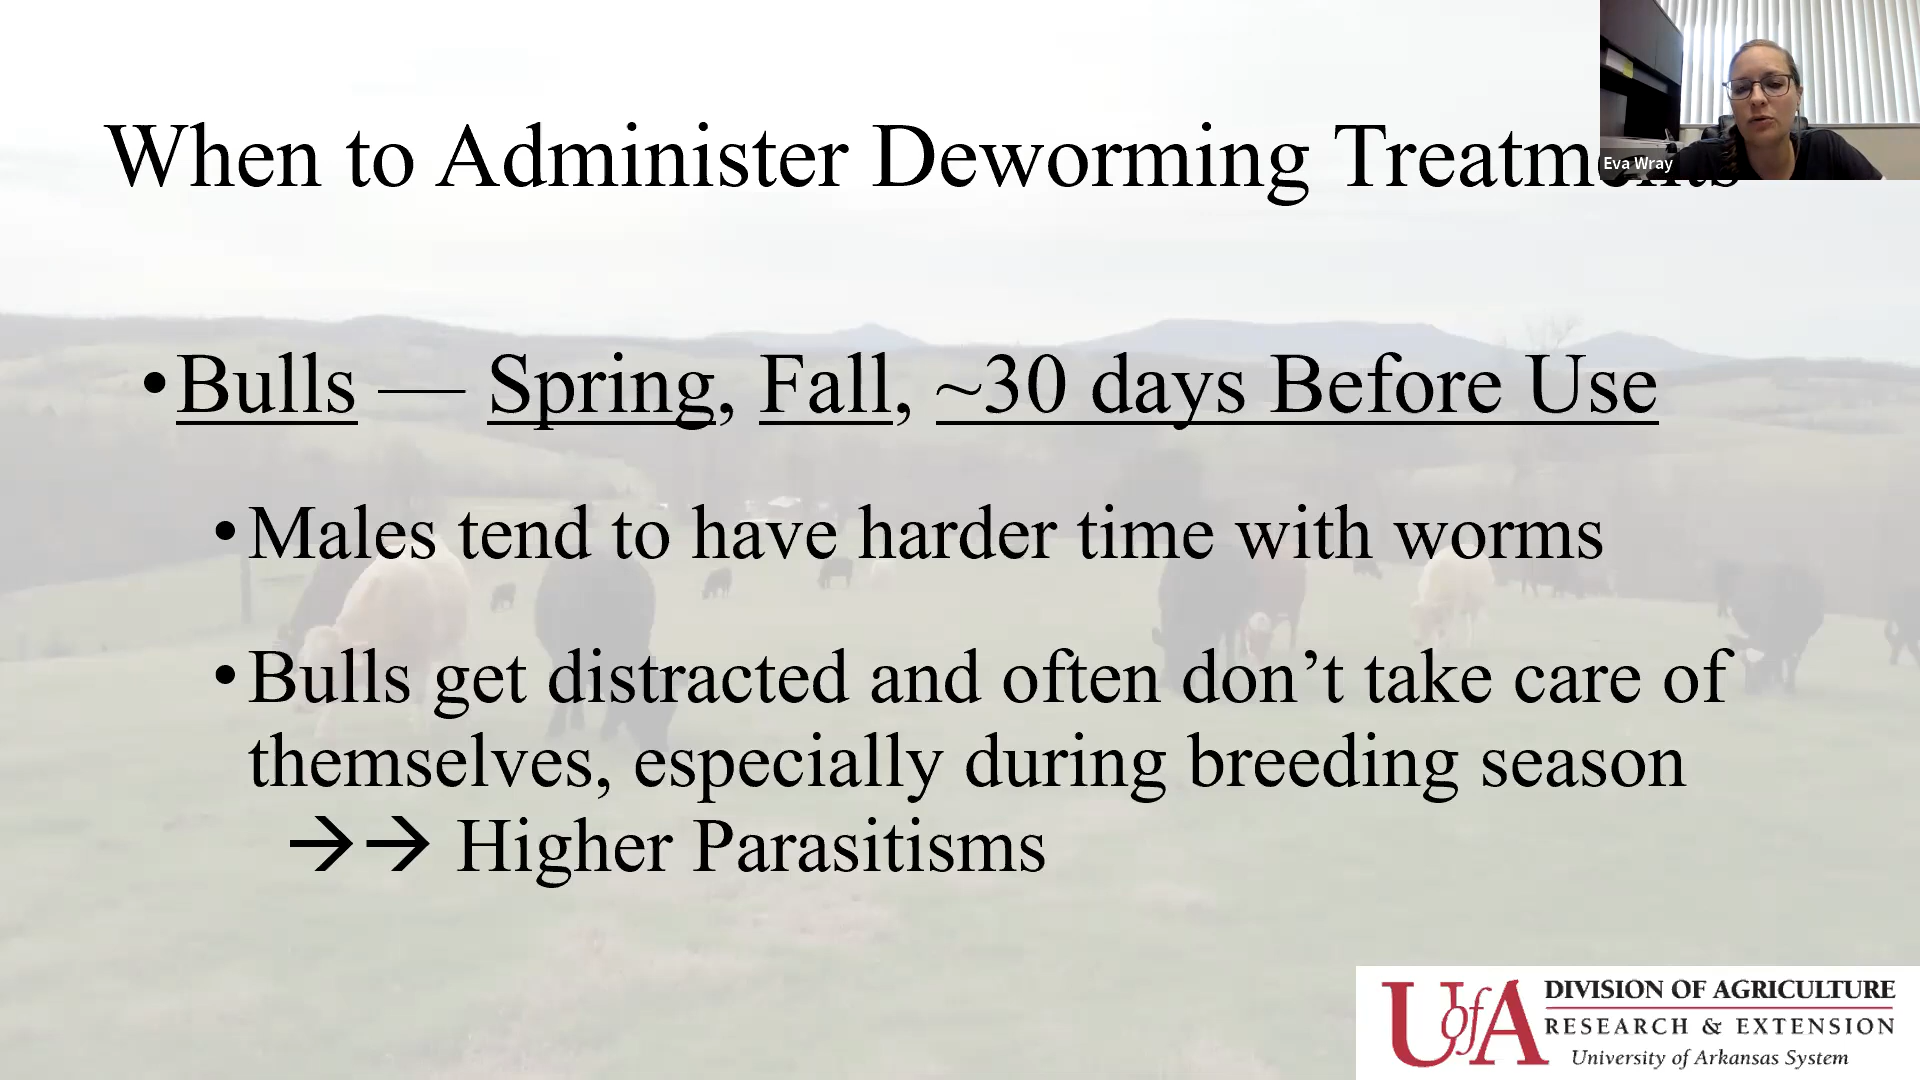 When to Administer Deworming Treatments
Eva Wray
•Bulls — Spring, Fall, ~30 days Before Use
•Males tend to have harder time with worms
•Bulls get distracted and often don’t take care of
themselves, especially during breeding season
→→ Higher Parasitisms
UofA
DIVISION OF AGRICULTURE
RESEARCH & EXTENSION
University of Arkansas System